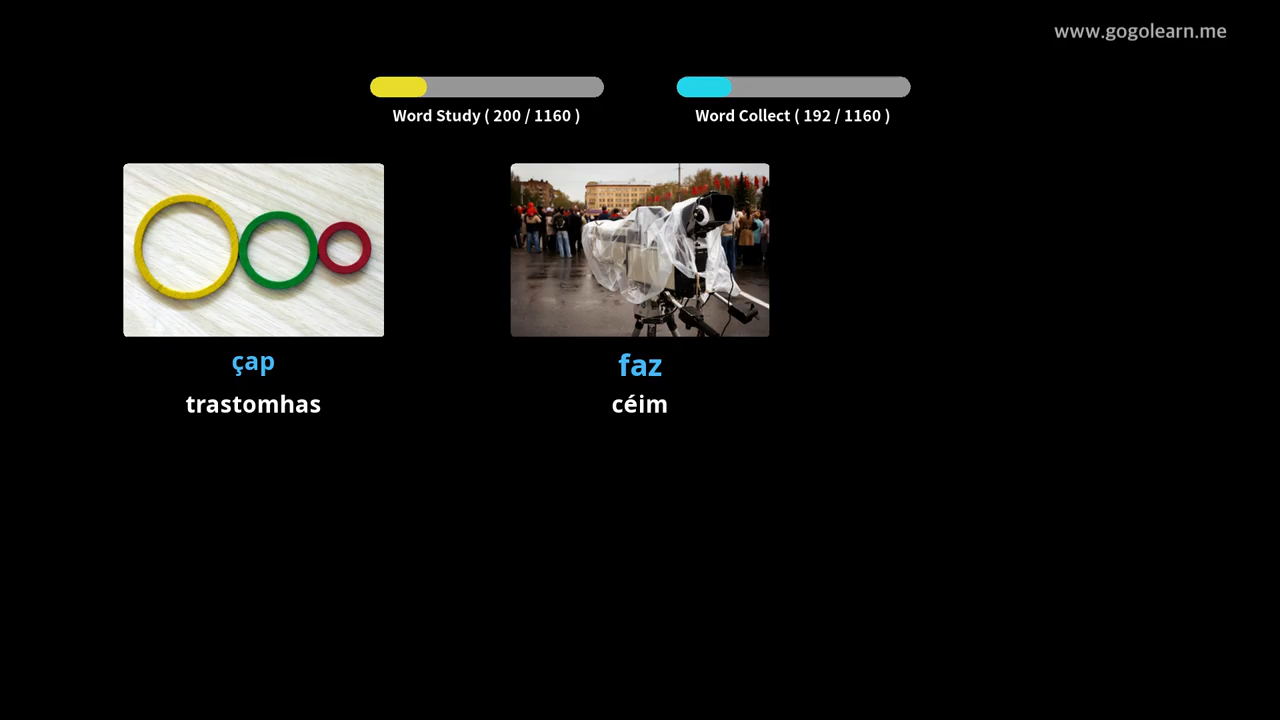 www.gogolearn.me
Word Study ( 200 / 1160 )
Word Collect ( 192 / 1160 )
çap
trastomhas
faz
céim